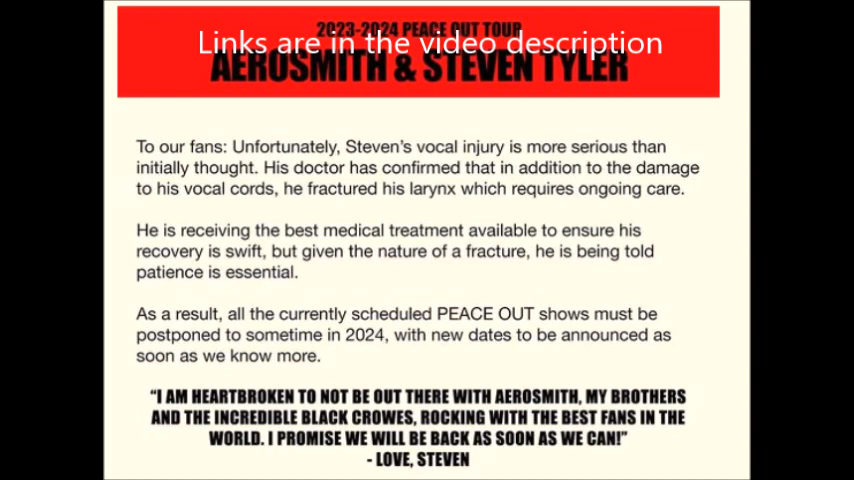 2023-2024 PEACE OUT TOUR
Links are in the video description
AEROSMITH & STEVEN TYLER
To our fans: Unfortunately, Steven’s vocal injury is more serious than
initially thought. His doctor has confirmed that in addition to the damage
to his vocal cords, he fractured his larynx which requires ongoing care.
He is receiving the best medical treatment available to ensure his
recovery is swift, but given the nature of a fracture, he is being told
patience is essential.
As a result, all the currently scheduled PEACE OUT shows must be
postponed to sometime in 2024, with new dates to be announced as
soon as we know more.
“I AM HEARTBROKEN TO NOT BE OUT THERE WITH AEROSMITH, MY BROTHERS
AND THE INCREDIBLE BLACK CROWES, ROCKING WITH THE BEST FANS IN THE
WORLD. I PROMISE WE WILL BE BACK AS SOON AS WE CAN!”
- LOVE, STEVEN